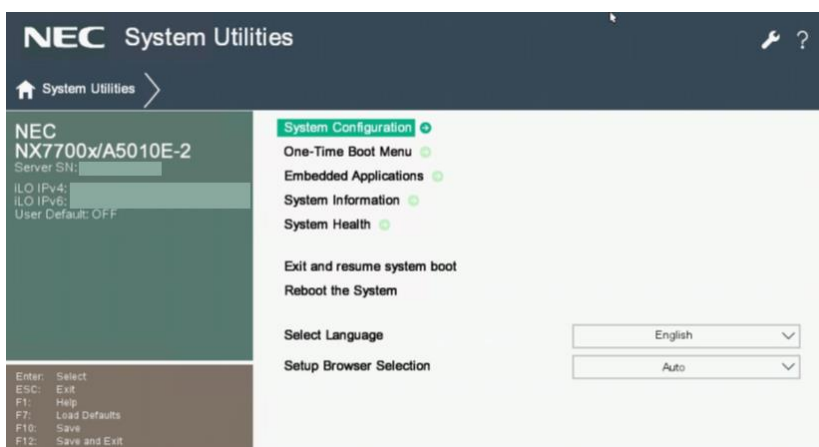 NEC System Utilities
?
System Utilities
NEC
NX7700x/A5010E-2
Server SN:
iLO IPv4:
iLO IPv6:
User Default: OFF
System Configuration
One-Time Boot Menu
Embedded Applications
System Information
System Health
Exit and resume system boot
Reboot the System
Select Language English
Setup Browser Selection Auto
Enter: Select
ESC: Exit
F1: Help
F7: Load Defaults
F10: Save
F12: Save and Exit